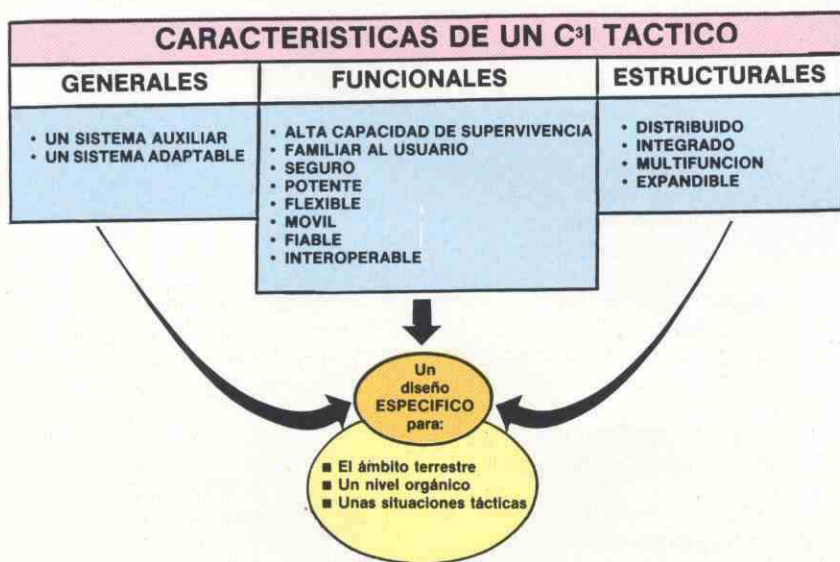 CARACTERISTICAS DE UN C³I TACTICO
GENERALES
• UN SISTEMA AUXILIAR
• UN SISTEMA ADAPTABLE
FUNCIONALES
• ALTA CAPACIDAD DE SUPERVIVENCIA
• FAMILIAR AL USUARIO
• SEGURO
• POTENTE
• FLEXIBLE
• MOVIL
• FIABLE
• INTEROPERABLE
ESTRUCTURALES
• DISTRIBUIDO
• INTEGRADO
• MULTIFUNCION
• EXPANDIBLE
Un
diseño
ESPECIFICO
para:
■ El ámbito terrestre
■ Un nivel orgánico
■ Unas situaciones tácticas